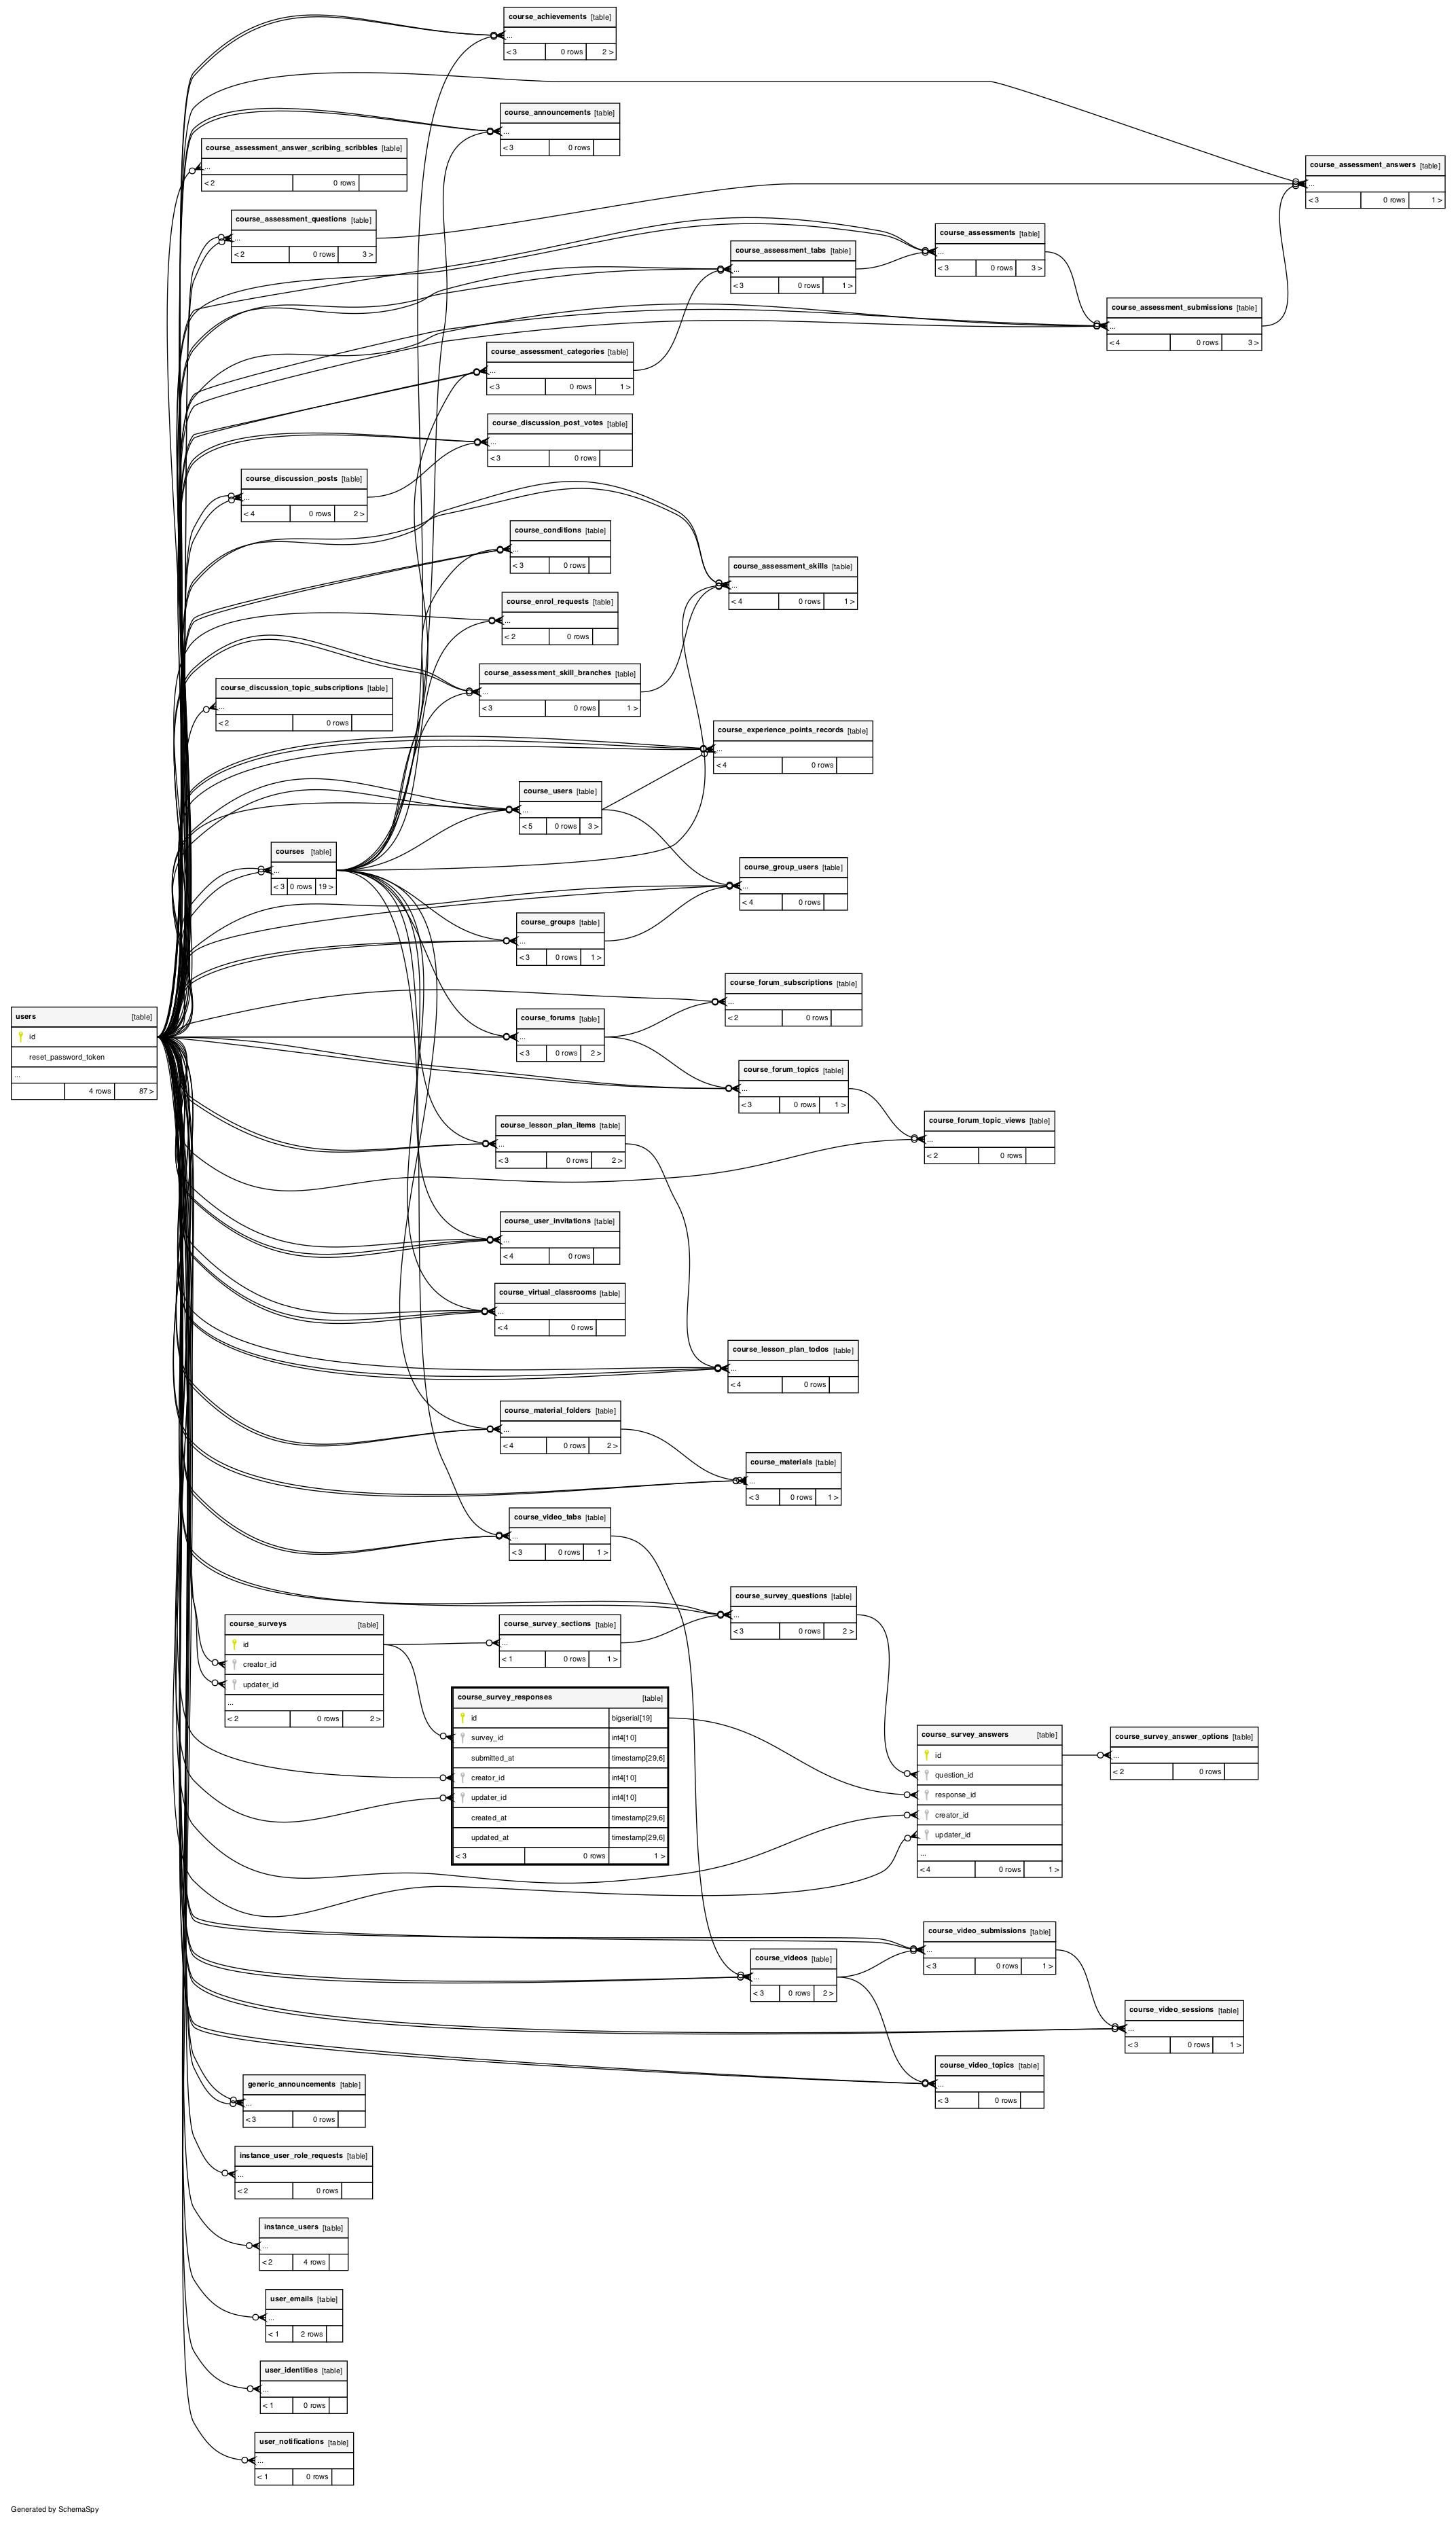 course_achievements [table]
...
< 3 0 rows 2 >
course_announcements [table]
...
< 3 0 rows
course_assessment_answer_scribing_scribbles [table]
...
< 2 0 rows
course_assessment_answers [table]
...
< 3 0 rows 1 >
course_assessment_questions [table]
...
< 2 0 rows 3 >
course_assessments [table]
...
< 3 0 rows 3 >
course_assessment_tabs [table]
...
< 3 0 rows 1 >
course_assessment_submissions [table]
...
< 4 0 rows 3 >
course_assessment_categories [table]
...
< 3 0 rows 1 >
course_discussion_post_votes [table]
...
< 3 0 rows
course_discussion_posts [table]
...
< 4 0 rows 2 >
course_conditions [table]
...
< 3 0 rows
course_assessment_skills [table]
...
< 4 0 rows 1 >
course_enrol_requests [table]
...
< 2 0 rows
course_assessment_skill_branches [table]
...
< 3 0 rows 1 >
course_discussion_topic_subscriptions [table]
...
< 2 0 rows
course_experience_points_records [table]
...
< 4 0 rows
course_users [table]
...
< 5 0 rows 3 >
courses [table]
...
< 3 0 rows 19 >
course_group_users [table]
...
< 4 0 rows
course_groups [table]
...
< 3 0 rows 1 >
course_forum_subscriptions [table]
...
< 2 0 rows
users [table]
id
reset_password_token
...
4 rows 87 >
course_forums [table]
...
< 3 0 rows 2 >
course_forum_topics [table]
...
< 3 0 rows 1 >
course_forum_topic_views [table]
...
< 2 0 rows
course_lesson_plan_items [table]
...
< 3 0 rows 2 >
course_user_invitations [table]
...
< 4 0 rows
course_virtual_classrooms [table]
...
< 4 0 rows
course_lesson_plan_todos [table]
...
< 4 0 rows
course_material_folders [table]
...
< 4 0 rows 2 >
course_materials [table]
...
< 3 0 rows 1 >
course_video_tabs [table]
...
< 3 0 rows 1 >
course_survey_questions [table]
...
< 3 0 rows 2 >
course_surveys [table]
id
creator_id
updater_id
...
< 2 0 rows 2 >
course_survey_sections [table]
...
< 1 0 rows 1 >
course_survey_responses [table]
id bigserial[19]
survey_id int4[10]
submitted_at timestamp[29,6]
creator_id int4[10]
updater_id int4[10]
created_at timestamp[29,6]
updated_at timestamp[29,6]
< 3 0 rows 1 >
course_survey_answers [table]
id
question_id
response_id
creator_id
updater_id
...
< 4 0 rows 1 >
course_survey_answer_options [table]
...
< 2 0 rows
course_video_submissions [table]
...
< 3 0 rows 1 >
course_videos [table]
...
< 3 0 rows 2 >
course_video_sessions [table]
...
< 3 0 rows 1 >
course_video_topics [table]
...
< 3 0 rows
generic_announcements [table]
...
< 3 0 rows
instance_user_role_requests [table]
...
< 2 0 rows
instance_users [table]
...
< 2 4 rows
user_emails [table]
...
< 1 2 rows
user_identities [table]
...
< 1 0 rows
user_notifications [table]
...
< 1 0 rows
Generated by SchemaSpy